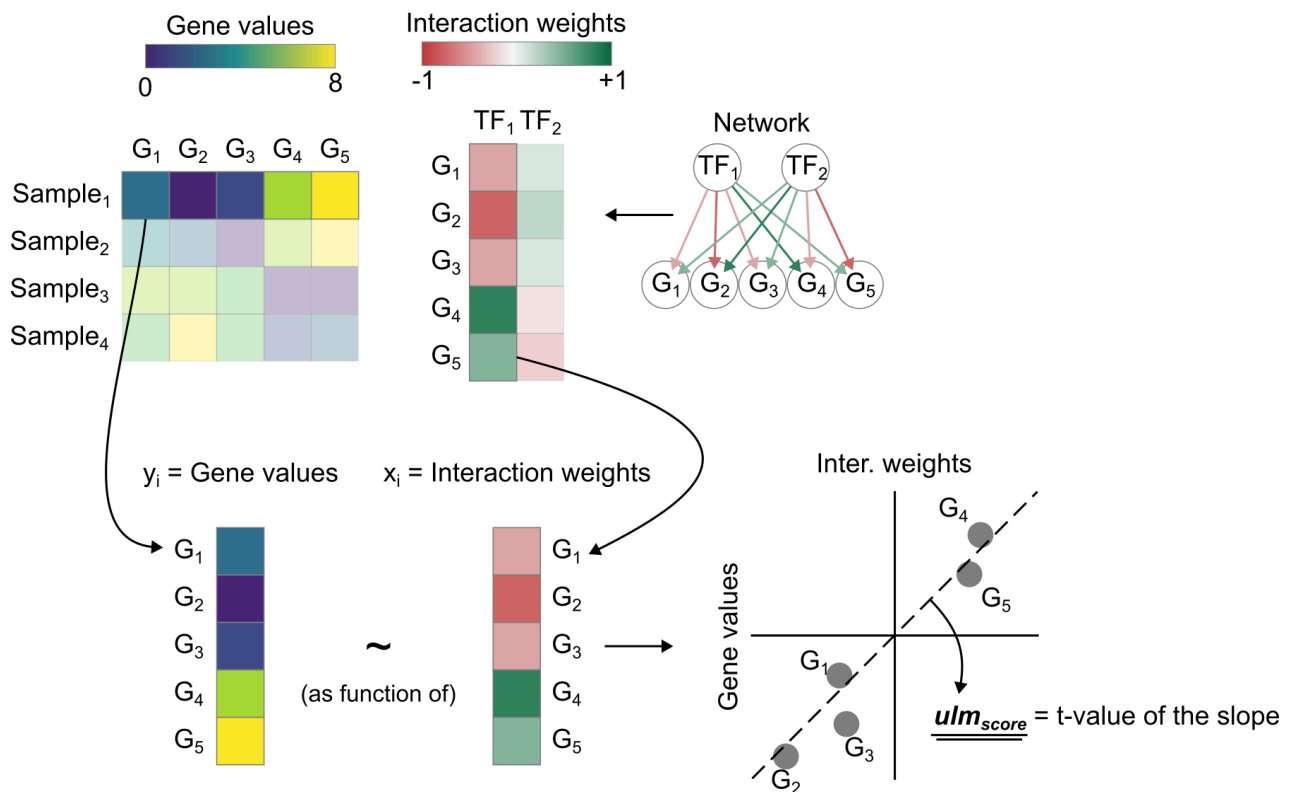 Gene values
0 8
Interaction weights
-1 +1
G₁ G₂ G₃ G₄ G₅
Sample₁
Sample₂
Sample₃
Sample₄
TF₁ TF₂
G₁
G₂
G₃
G₄
G₅
Network
TF₁ TF₂
G₁ G₂ G₃ G₄ G₅
yᵢ = Gene values
G₁
G₂
G₃
G₄
G₅
~
(as function of)
xᵢ = Interaction weights
G₁
G₂
G₃
G₄
G₅
Inter. weights
Gene values
G₄
G₅
G₁
G₃
G₂
ulm_score = t-value of the slope